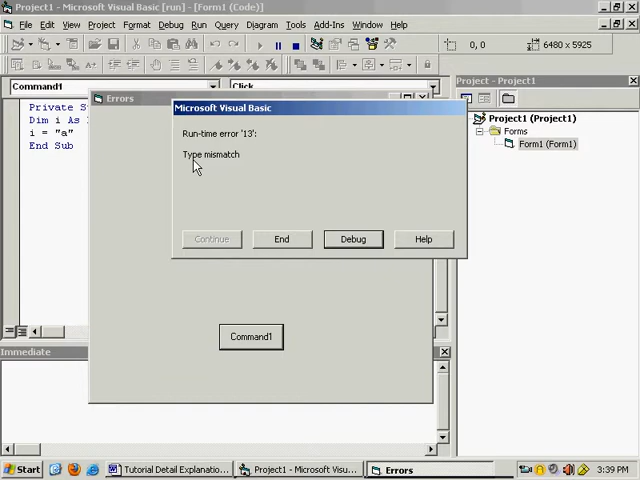 Project1 - Microsoft Visual Basic [run] - [Form1 (Code)]
File Edit View Project Format Debug Run Query Diagram Tools Add-Ins Window Help
0, 0 6480 x 5925
Command1 Click
Project - Project1
Private S
Dim i As
i = "a"
End Sub
Errors
Microsoft Visual Basic
Run-time error '13':
Type mismatch
Continue End Debug Help
Project1 (Project1)
Forms
Form1 (Form1)
Command1
Immediate
Start Tutorial Detail Explanatio... Project1 - Microsoft Visu... Errors 3:39 PM